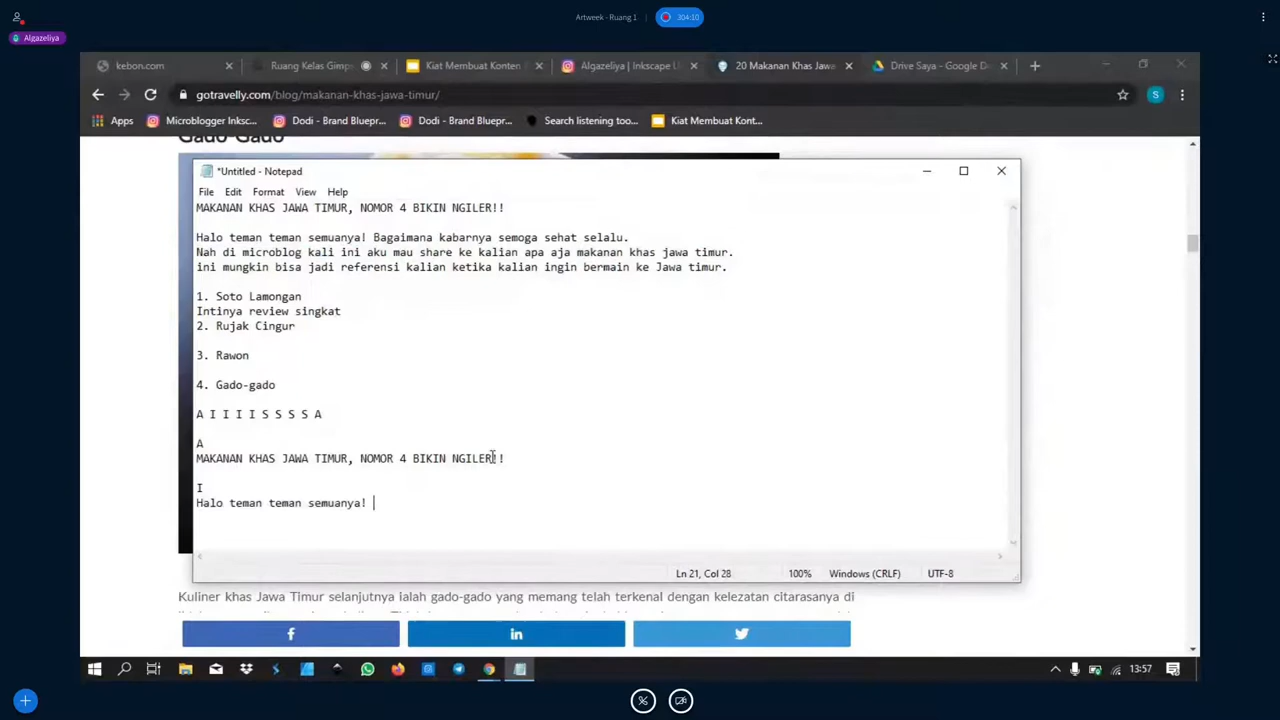 Artweek - Ruang 1
304:10
Algazeliya
kebon.com
Ruang Kelas Gimp
Kiat Membuat Konten
Algazeliya | Inkscape
20 Makanan Khas Jawa
Drive Saya - Google D
gotravelly.com/blog/makanan-khas-jawa-timur/
S
Apps
Microblogger Inksc...
Dodi - Brand Bluepr...
Dodi - Brand Bluepr...
Search listening too...
Kiat Membuat Kont...
Gado-Gado
*Untitled - Notepad
File Edit Format View Help
MAKANAN KHAS JAWA TIMUR, NOMOR 4 BIKIN NGILER!!
Halo teman teman semuanya! Bagaimana kabarnya semoga sehat selalu.
Nah di microblog kali ini aku mau share ke kalian apa aja makanan khas jawa timur.
ini mungkin bisa jadi referensi kalian ketika kalian ingin bermain ke Jawa timur.
1. Soto Lamongan
Intinya review singkat
2. Rujak Cingur
3. Rawon
4. Gado-gado
A I I I I S S S S A
A
MAKANAN KHAS JAWA TIMUR, NOMOR 4 BIKIN NGILER!!
I
Halo teman teman semuanya!
Ln 21, Col 28
100%
Windows (CRLF)
UTF-8
Kuliner khas Jawa Timur selanjutnya ialah gado-gado yang memang telah terkenal dengan kelezatan citarasanya di
13:57